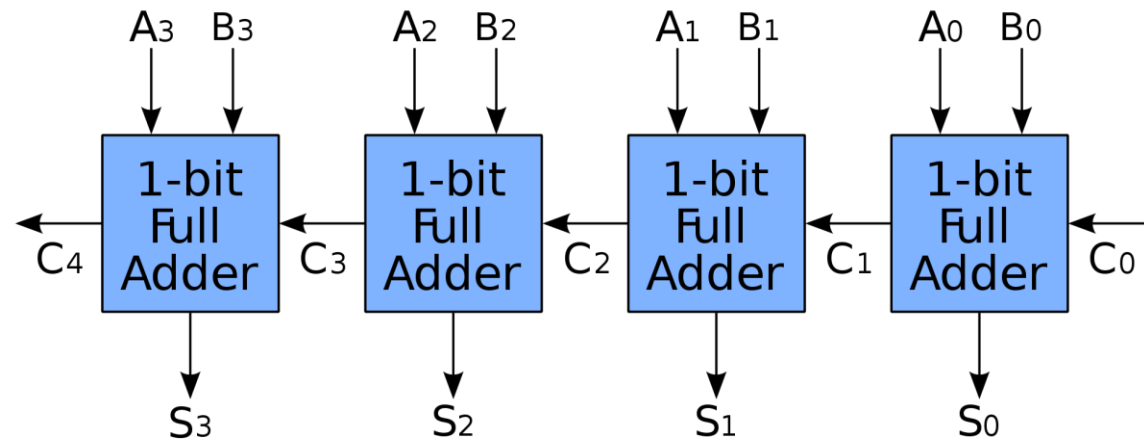 A3 B3 A2 B2 A1 B1 A0 B0
1-bit Full Adder
1-bit Full Adder
1-bit Full Adder
1-bit Full Adder
C4 C3 C2 C1 C0
S3 S2 S1 S0